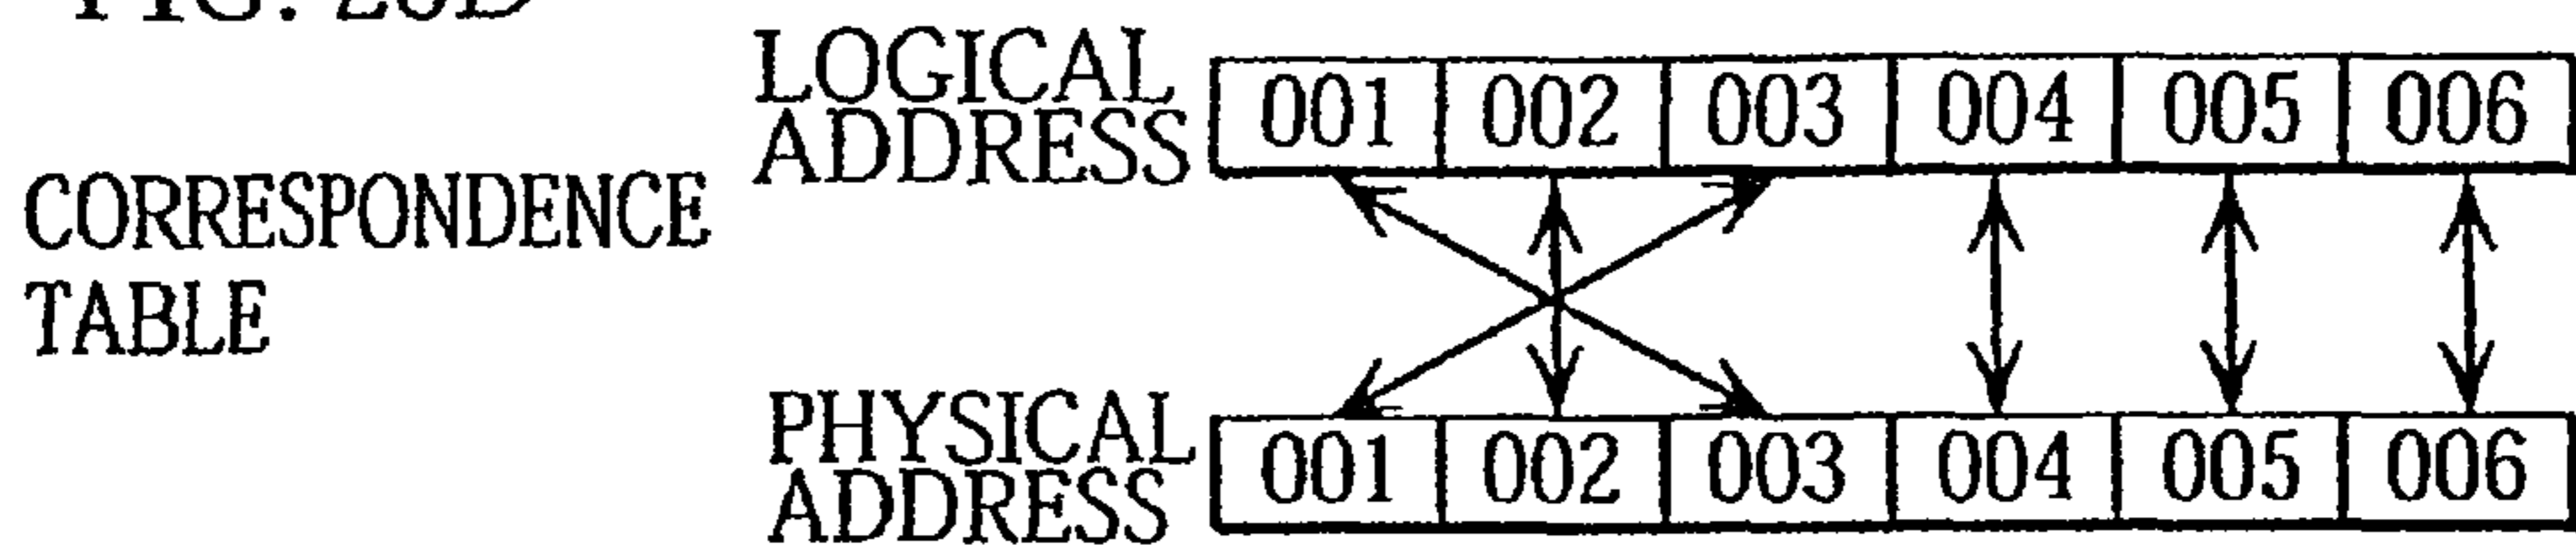 LOGICAL
ADDRESS
001 002 003 004 005 006
CORRESPONDENCE
TABLE
PHYSICAL
ADDRESS
001 002 003 004 005 006